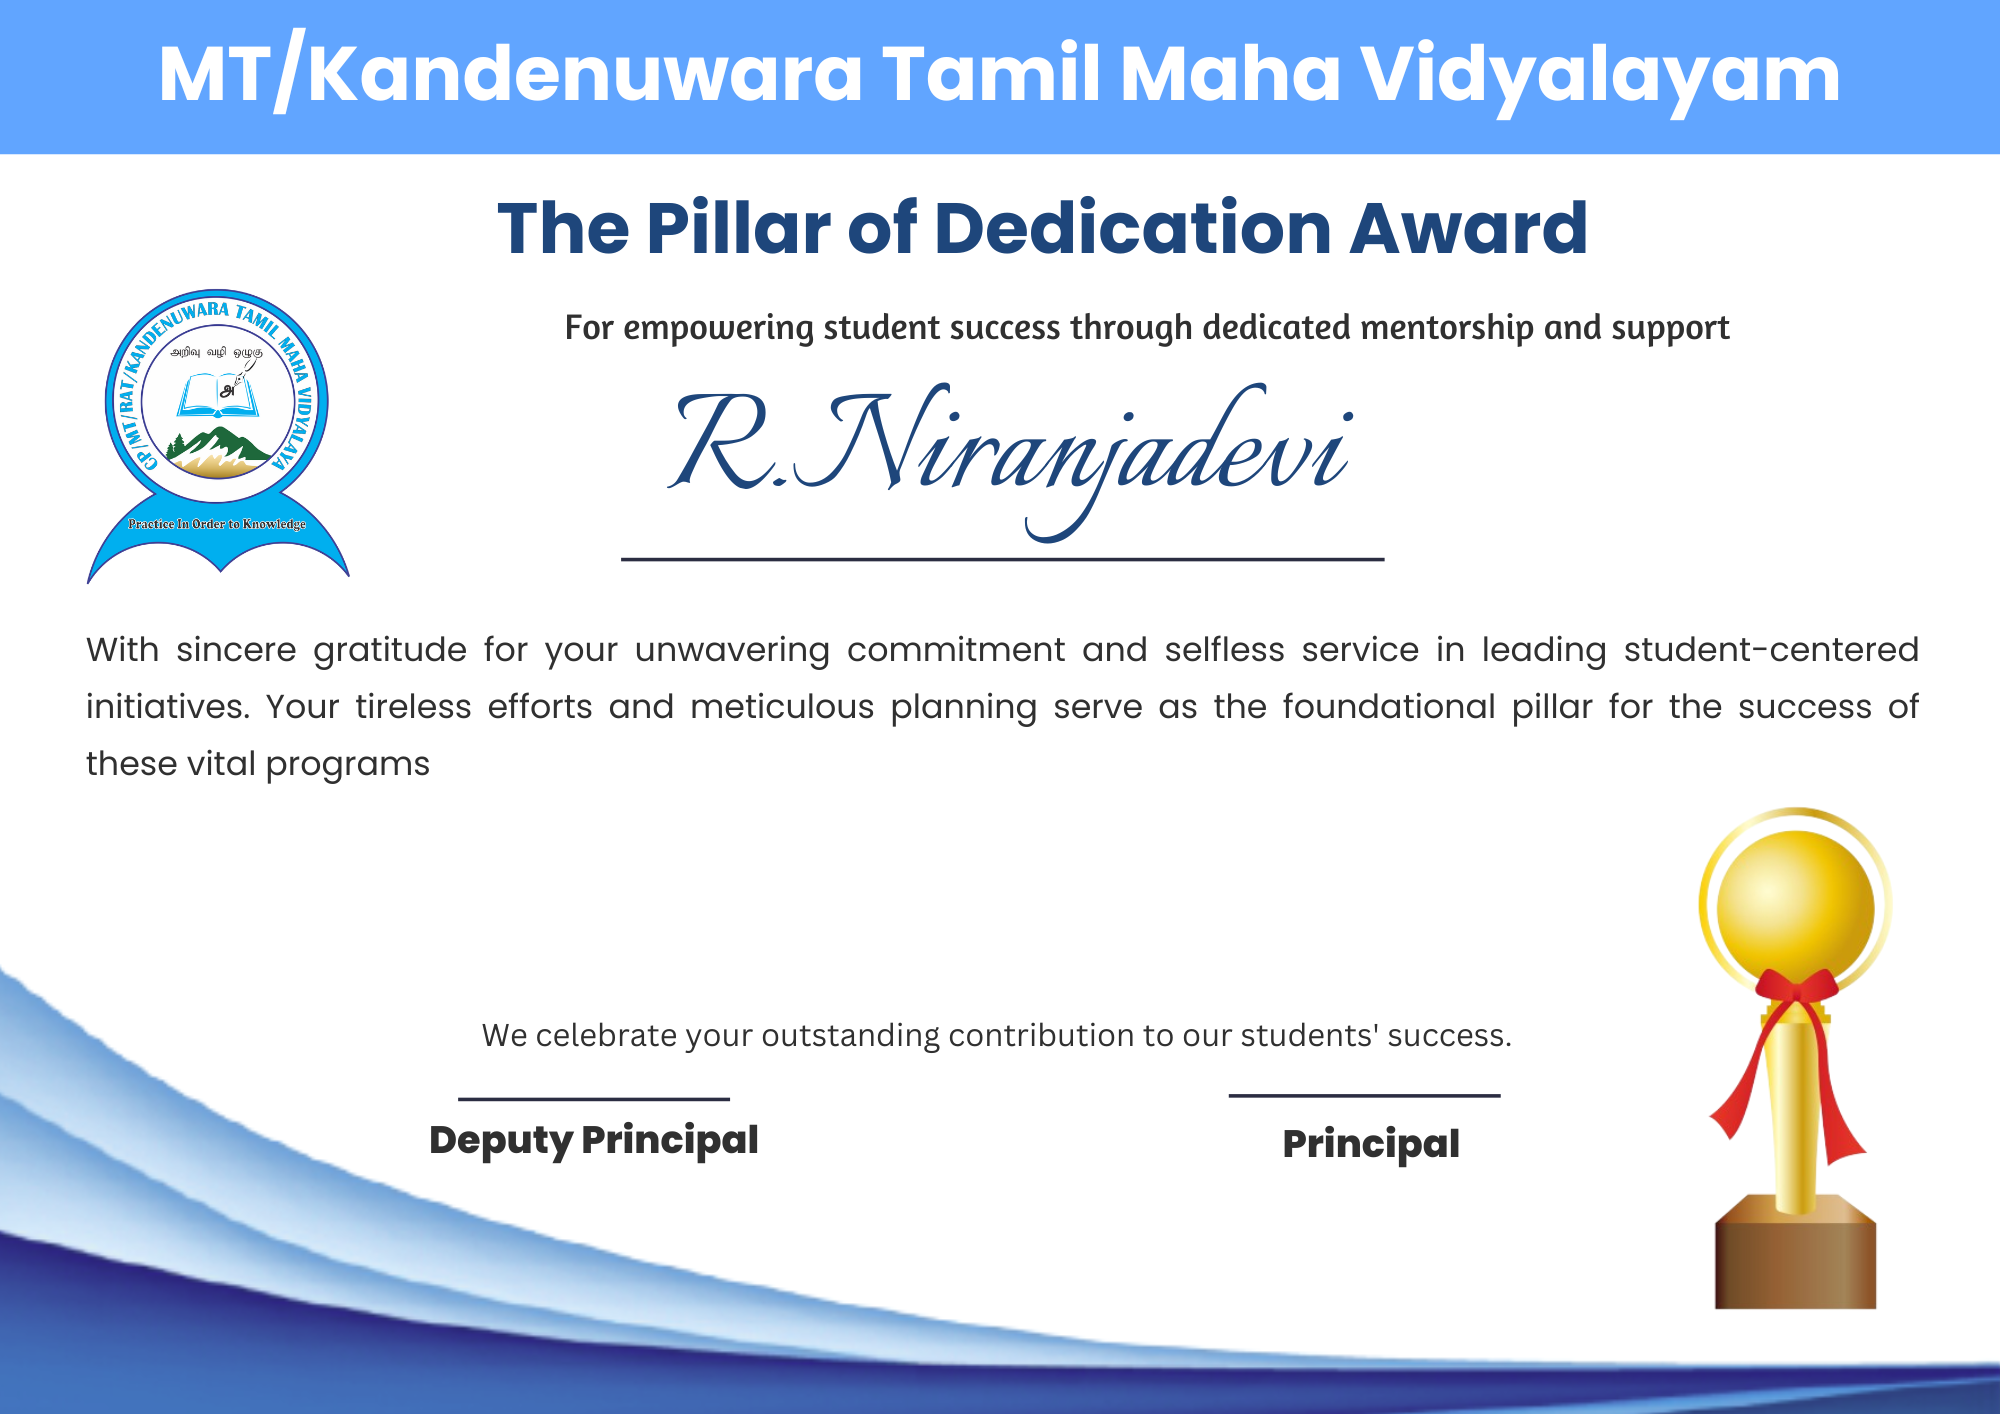 MT/Kandenuwara Tamil Maha Vidyalayam
The Pillar of Dedication Award
For empowering student success through dedicated mentorship and support
R.Niranjadevi
CP/MT/RAT/KANDENUWARA TAMIL MAHA VIDYALAYA
அறிவு வழி ஒழுகு
அ
Practice In Order to Knowledge
With sincere gratitude for your unwavering commitment and selfless service in leading student-centered
initiatives. Your tireless efforts and meticulous planning serve as the foundational pillar for the success of
these vital programs
We celebrate your outstanding contribution to our students' success.
Deputy Principal
Principal